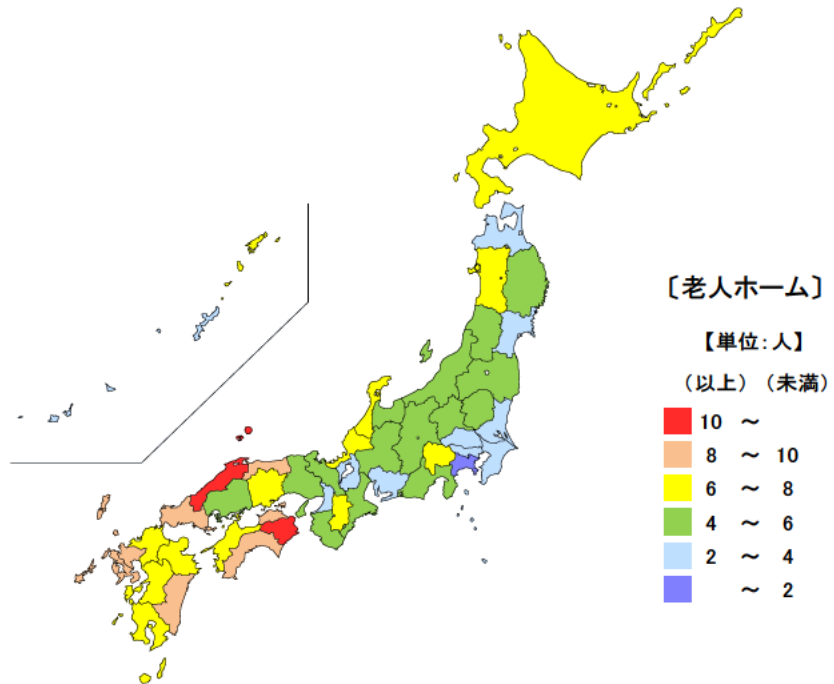 〔老人ホーム〕
【単位：人】
（以上）（未満）
10 ～
8 ～ 10
6 ～ 8
4 ～ 6
2 ～ 4
～ 2